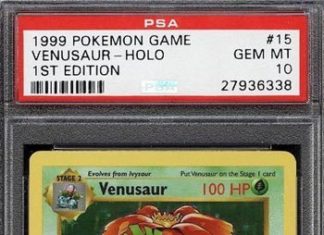 PSA
1999 POKEMON GAME #15
VENUSAUR-HOLO GEM MT
1ST EDITION 10
27936338
STAGE 2
Evolves from Ivysaur
Put Venusaur on the Stage 1 card
Venusaur 100 HP